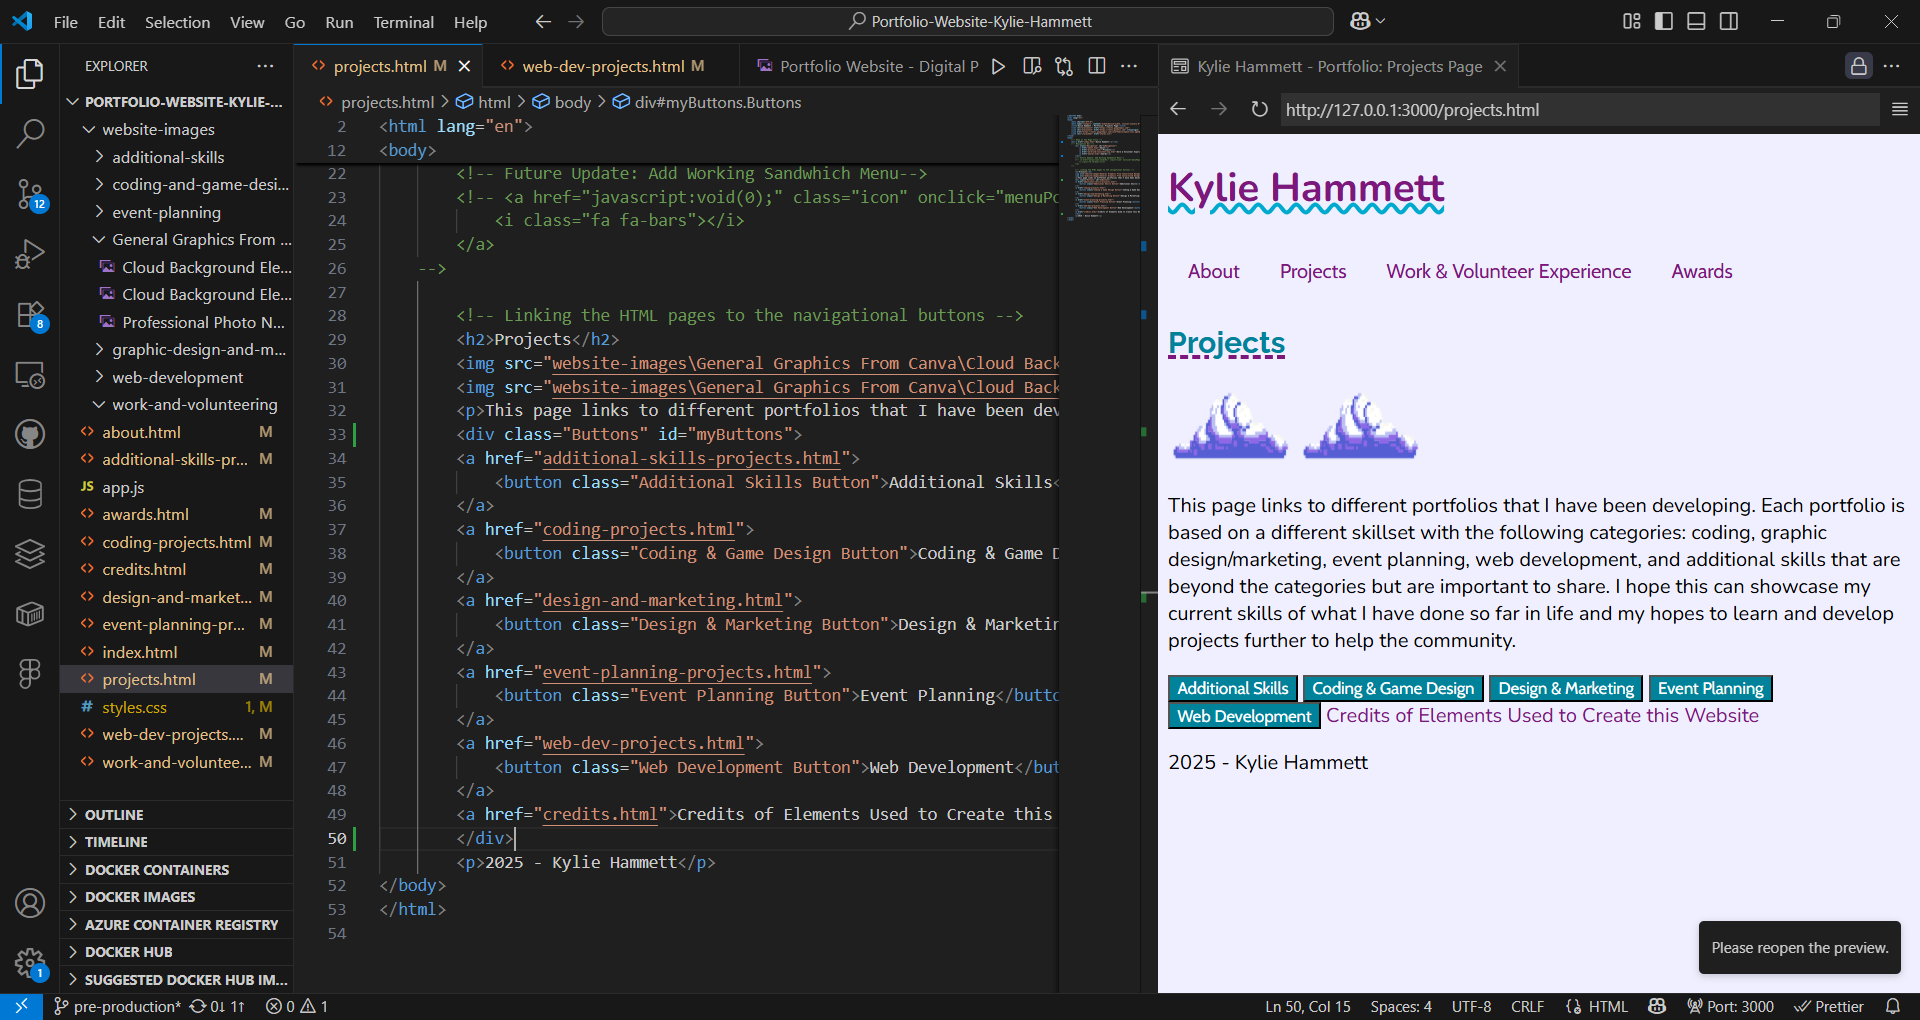 File Edit Selection View Go Run Terminal Help
Portfolio-Website-Kylie-Hammett
EXPLORER
PORTFOLIO-WEBSITE-KYLIE-...
website-images
additional-skills
coding-and-game-desi...
event-planning
General Graphics From ...
Cloud Background Ele...
Cloud Background Ele...
Professional Photo N...
graphic-design-and-m...
web-development
work-and-volunteering
about.html M
additional-skills-pr... M
JS app.js
awards.html M
coding-projects.html M
credits.html M
design-and-market... M
event-planning-pr... M
index.html M
projects.html M
# styles.css 1, M
web-dev-projects.... M
work-and-voluntee... M
OUTLINE
TIMELINE
DOCKER CONTAINERS
DOCKER IMAGES
AZURE CONTAINER REGISTRY
DOCKER HUB
SUGGESTED DOCKER HUB IM...
12
8
1
projects.html M
web-dev-projects.html M
Portfolio Website - Digital P
projects.html > html > body > div#myButtons.Buttons
2 <html lang="en">
12 <body>
22 <!-- Future Update: Add Working Sandwhich Menu-->
23 <!-- <a href="javascript:void(0);" class="icon" onclick="menuPo
24 <i class="fa fa-bars"></i>
25 </a>
26 -->
27
28 <!-- Linking the HTML pages to the navigational buttons -->
29 <h2>Projects</h2>
30 <img src="website-images\General Graphics From Canva\Cloud Back
31 <img src="website-images\General Graphics From Canva\Cloud Back
32 <p>This page links to different portfolios that I have been dev
33 <div class="Buttons" id="myButtons">
34 <a href="additional-skills-projects.html">
35 <button class="Additional Skills Button">Additional Skills<
36 </a>
37 <a href="coding-projects.html">
38 <button class="Coding & Game Design Button">Coding & Game D
39 </a>
40 <a href="design-and-marketing.html">
41 <button class="Design & Marketing Button">Design & Marketin
42 </a>
43 <a href="event-planning-projects.html">
44 <button class="Event Planning Button">Event Planning</butto
45 </a>
46 <a href="web-dev-projects.html">
47 <button class="Web Development Button">Web Development</but
48 </a>
49 <a href="credits.html">Credits of Elements Used to Create this
50 </div>
51 <p>2025 - Kylie Hammett</p>
52 </body>
53 </html>
54
Kylie Hammett - Portfolio: Projects Page
http://127.0.0.1:3000/projects.html
Kylie Hammett
About Projects Work & Volunteer Experience Awards
Projects
This page links to different portfolios that I have been developing. Each portfolio is
based on a different skillset with the following categories: coding, graphic
design/marketing, event planning, web development, and additional skills that are
beyond the categories but are important to share. I hope this can showcase my
current skills of what I have done so far in life and my hopes to learn and develop
projects further to help the community.
Additional Skills Coding & Game Design Design & Marketing Event Planning
Web Development Credits of Elements Used to Create this Website
2025 - Kylie Hammett
Please reopen the preview.
pre-production* 0↓ 1↑ 0 1
Ln 50, Col 15 Spaces: 4 UTF-8 CRLF HTML Port: 3000 Prettier